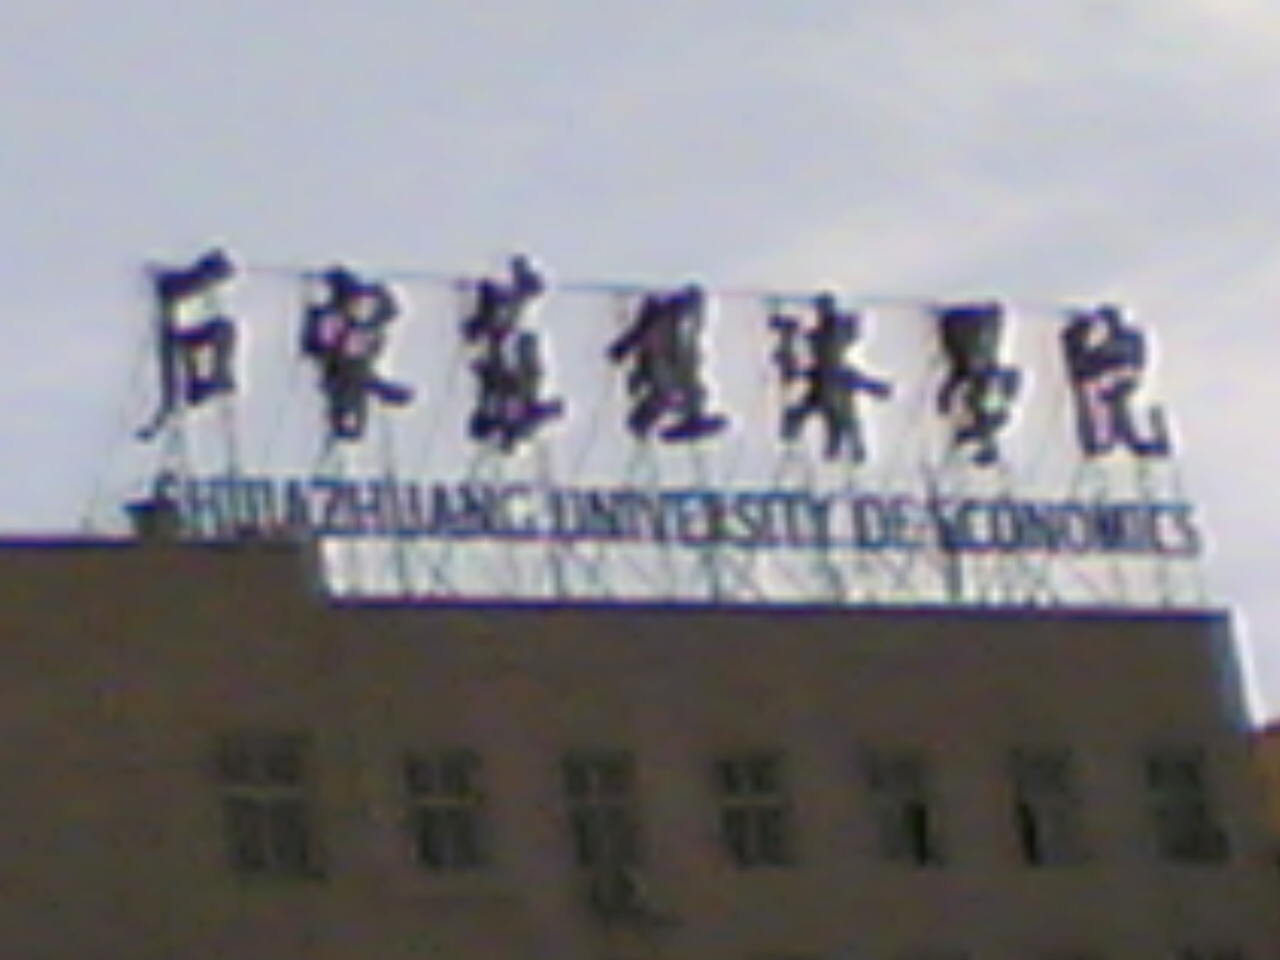 石家莊經濟學院
SHIJIAZHUANG UNIVERSITY OF ECONOMICS